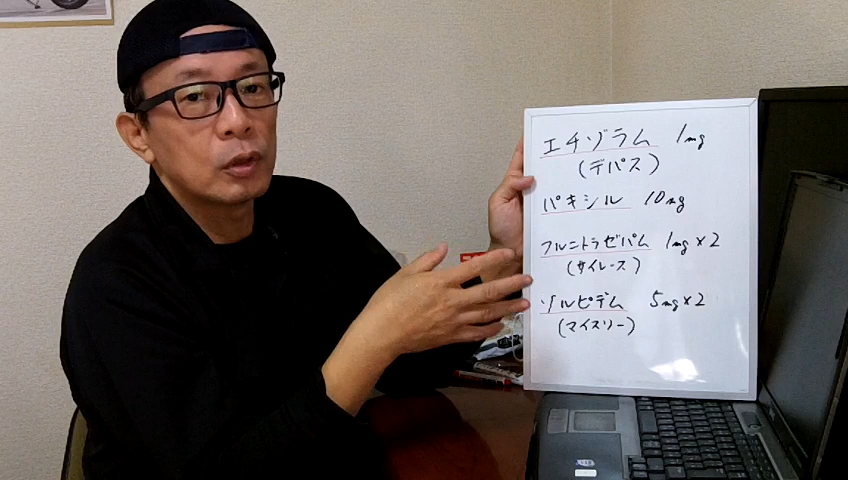 エチゾラム 1mg
(デパス)
パキシル 10mg
フルニトラゼパム 1mg×2
(サイレース)
ゾルピデム 5mg×2
(マイスリー)